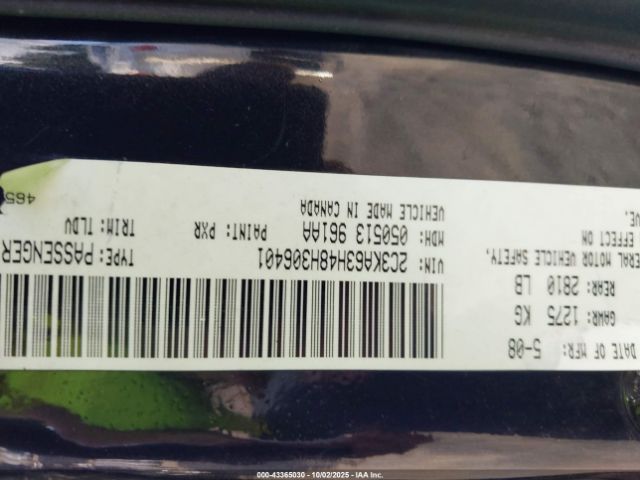 DATE OF MFR: 5-08
GAWR: 1275 KG
REAR: 2810 LB
ERAL MOTOR VEHICLE SAFETY,
EFFECT ON
VE.
VIN: 2C3KA63H48H306401
TYPE: PASSENGER
MDH: 050513 961AA
PAINT: PXR
TRIM: TLDV
VEHICLE MADE IN CANADA
465
000-43365030 - 10/02/2025 - IAA Inc.